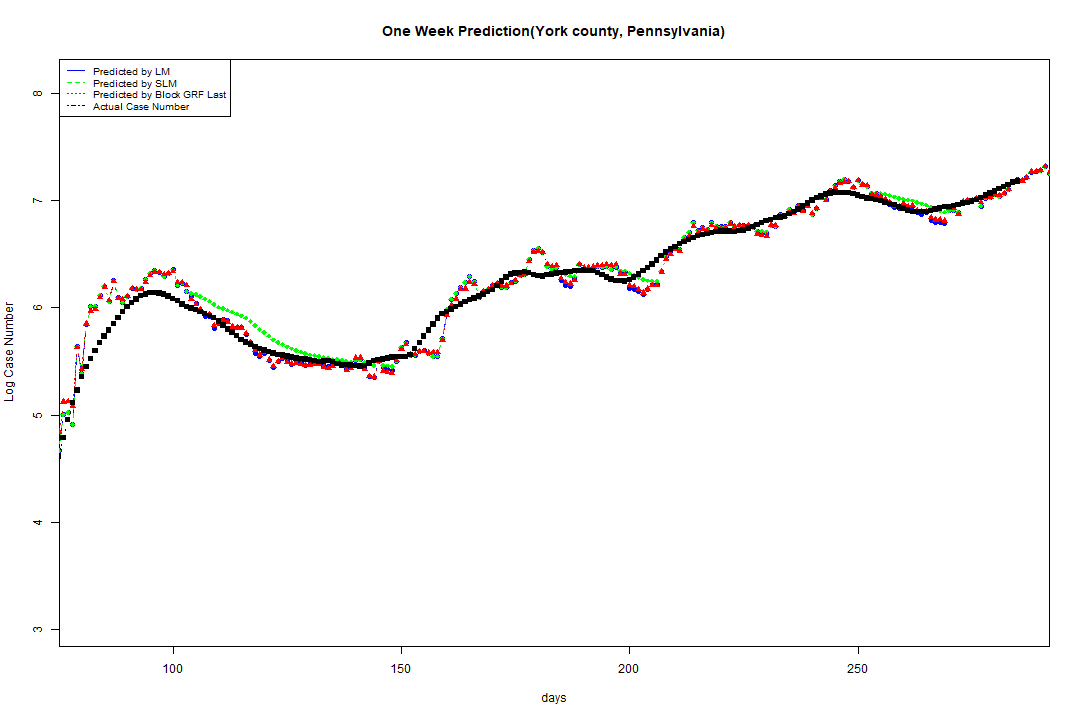 One Week Prediction(York county, Pennsylvania)
Predicted by LM
Predicted by SLM
Predicted by Block GRF Last
Actual Case Number
8
7
6
5
4
3
Log Case Number
100 150 200 250
days